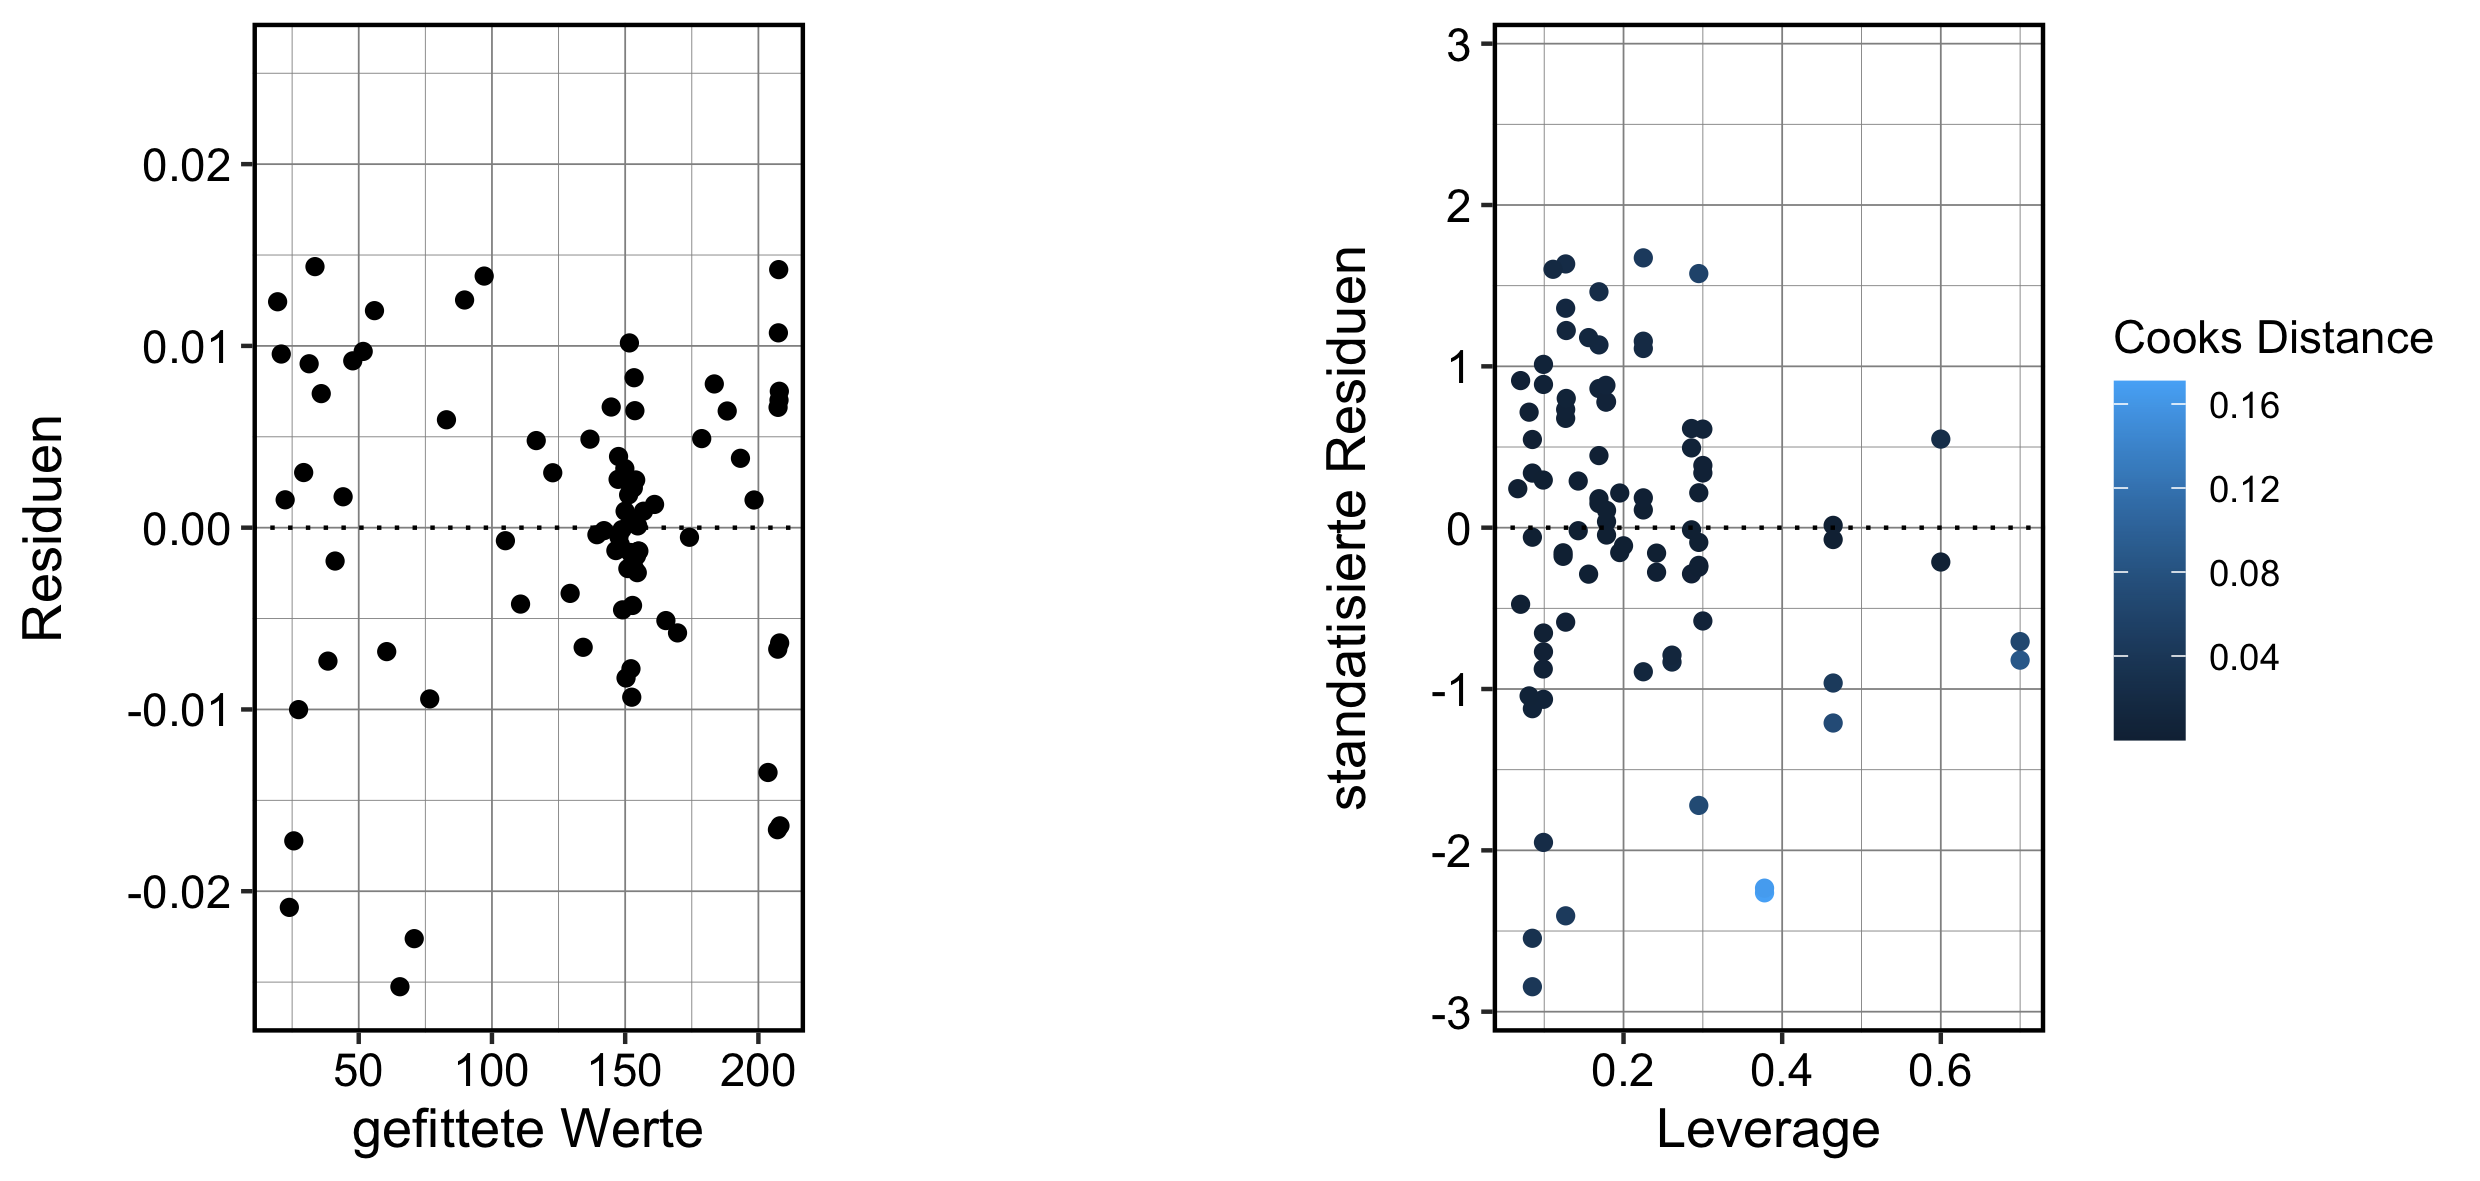 Residuen
0.02
0.01
0.00
-0.01
-0.02
50 100 150 200
gefittete Werte
standatisierte Residuen
3
2
1
0
-1
-2
-3
0.2 0.4 0.6
Leverage
Cooks Distance
0.16
0.12
0.08
0.04